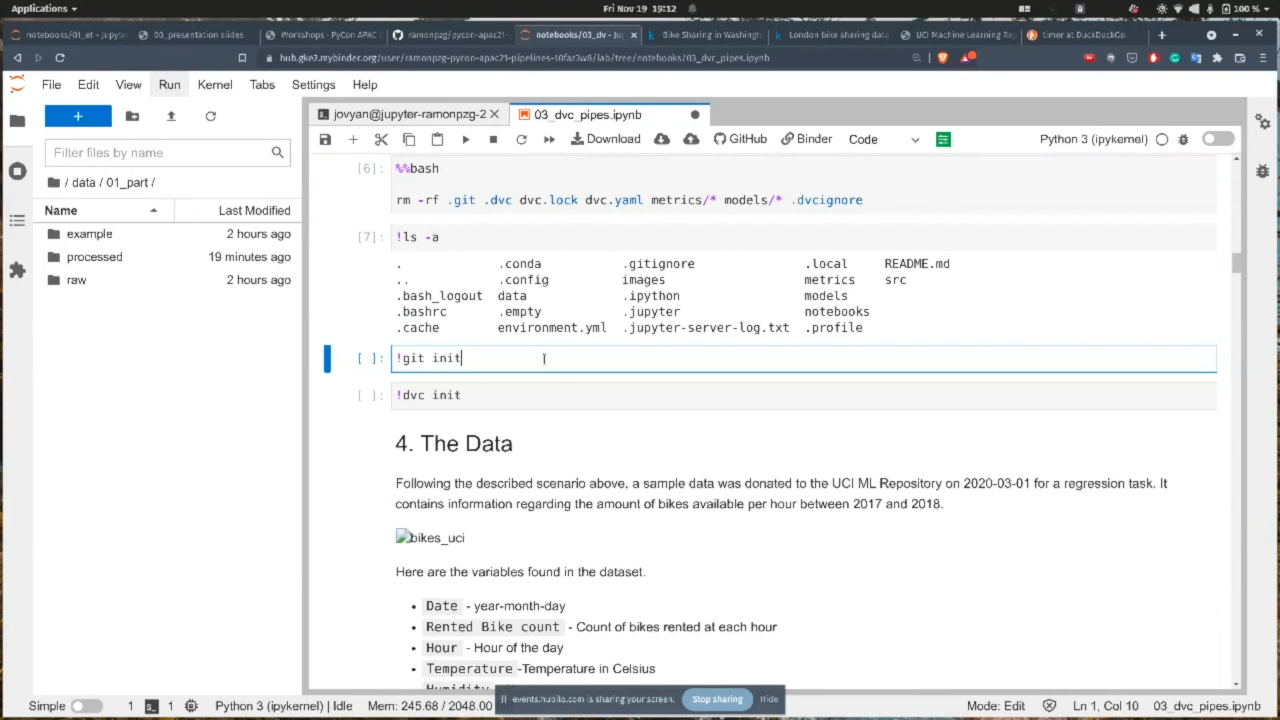 Applications
Fri Nov 19 19:12
100 %
notebooks/01_et - Jupyter
00_presentation slides
Workshops - PyCon APAC
ramonpzg/pycon-apac21-
notebooks/03_dv - Ju
Bike Sharing in Washingto
London bike sharing data
UCI Machine Learning Rep
timer at DuckDuckGo
hub.gke2.mybinder.org/user/ramonpzg-pycon-apac21-pipelines-10faz3w8/lab/tree/notebooks/03_dvc_pipes.ipynb
File Edit View Run Kernel Tabs Settings Help
jovyan@jupyter-ramonpzg-2
03_dvc_pipes.ipynb
Download GitHub Binder Code Python 3 (ipykernel)
Filter files by name
/ data / 01_part /
Name Last Modified
example 2 hours ago
processed 19 minutes ago
raw 2 hours ago
[6]: %%bash
rm -rf .git .dvc dvc.lock dvc.yaml metrics/* models/* .dvcignore
[7]: !ls -a
. .conda .gitignore .local README.md
.. .config images metrics src
.bash_logout data .ipython models
.bashrc .empty .jupyter notebooks
.cache environment.yml .jupyter-server-log.txt .profile
[ ]: !git init
[ ]: !dvc init
4. The Data
Following the described scenario above, a sample data was donated to the UCI ML Repository on 2020-03-01 for a regression task. It
contains information regarding the amount of bikes available per hour between 2017 and 2018.
bikes_uci
Here are the variables found in the dataset.
• Date - year-month-day
• Rented Bike count - Count of bikes rented at each hour
• Hour - Hour of the day
• Temperature -Temperature in Celsius
events.hubilo.com is sharing your screen. Stop sharing Hide
Simple 1 1 Python 3 (ipykernel) | Idle Mem: 245.68 / 2048.00 Mode: Edit Ln 1, Col 10 03_dvc_pipes.ipynb